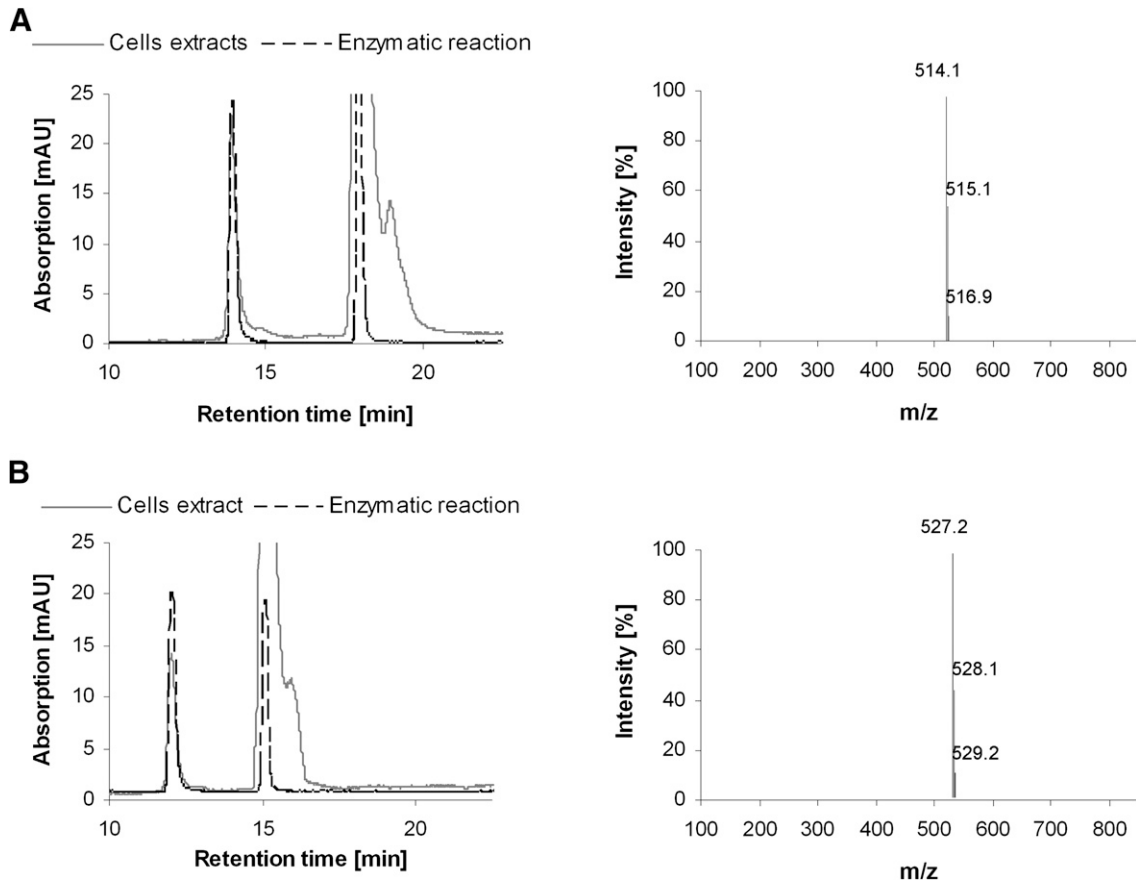 A
Cells extracts
Enzymatic reaction
25
20
15
10
5
0
10
15
20
Absorption [mAU]
Retention time [min]
514.1
515.1
516.9
100
80
60
40
20
0
100 200 300 400 500 600 700 800
Intensity [%]
m/z
B
Cells extract
Enzymatic reaction
25
20
15
10
5
0
10
15
20
Absorption [mAU]
Retention time [min]
527.2
528.1
529.2
100
80
60
40
20
0
100 200 300 400 500 600 700 800
Intensity [%]
m/z